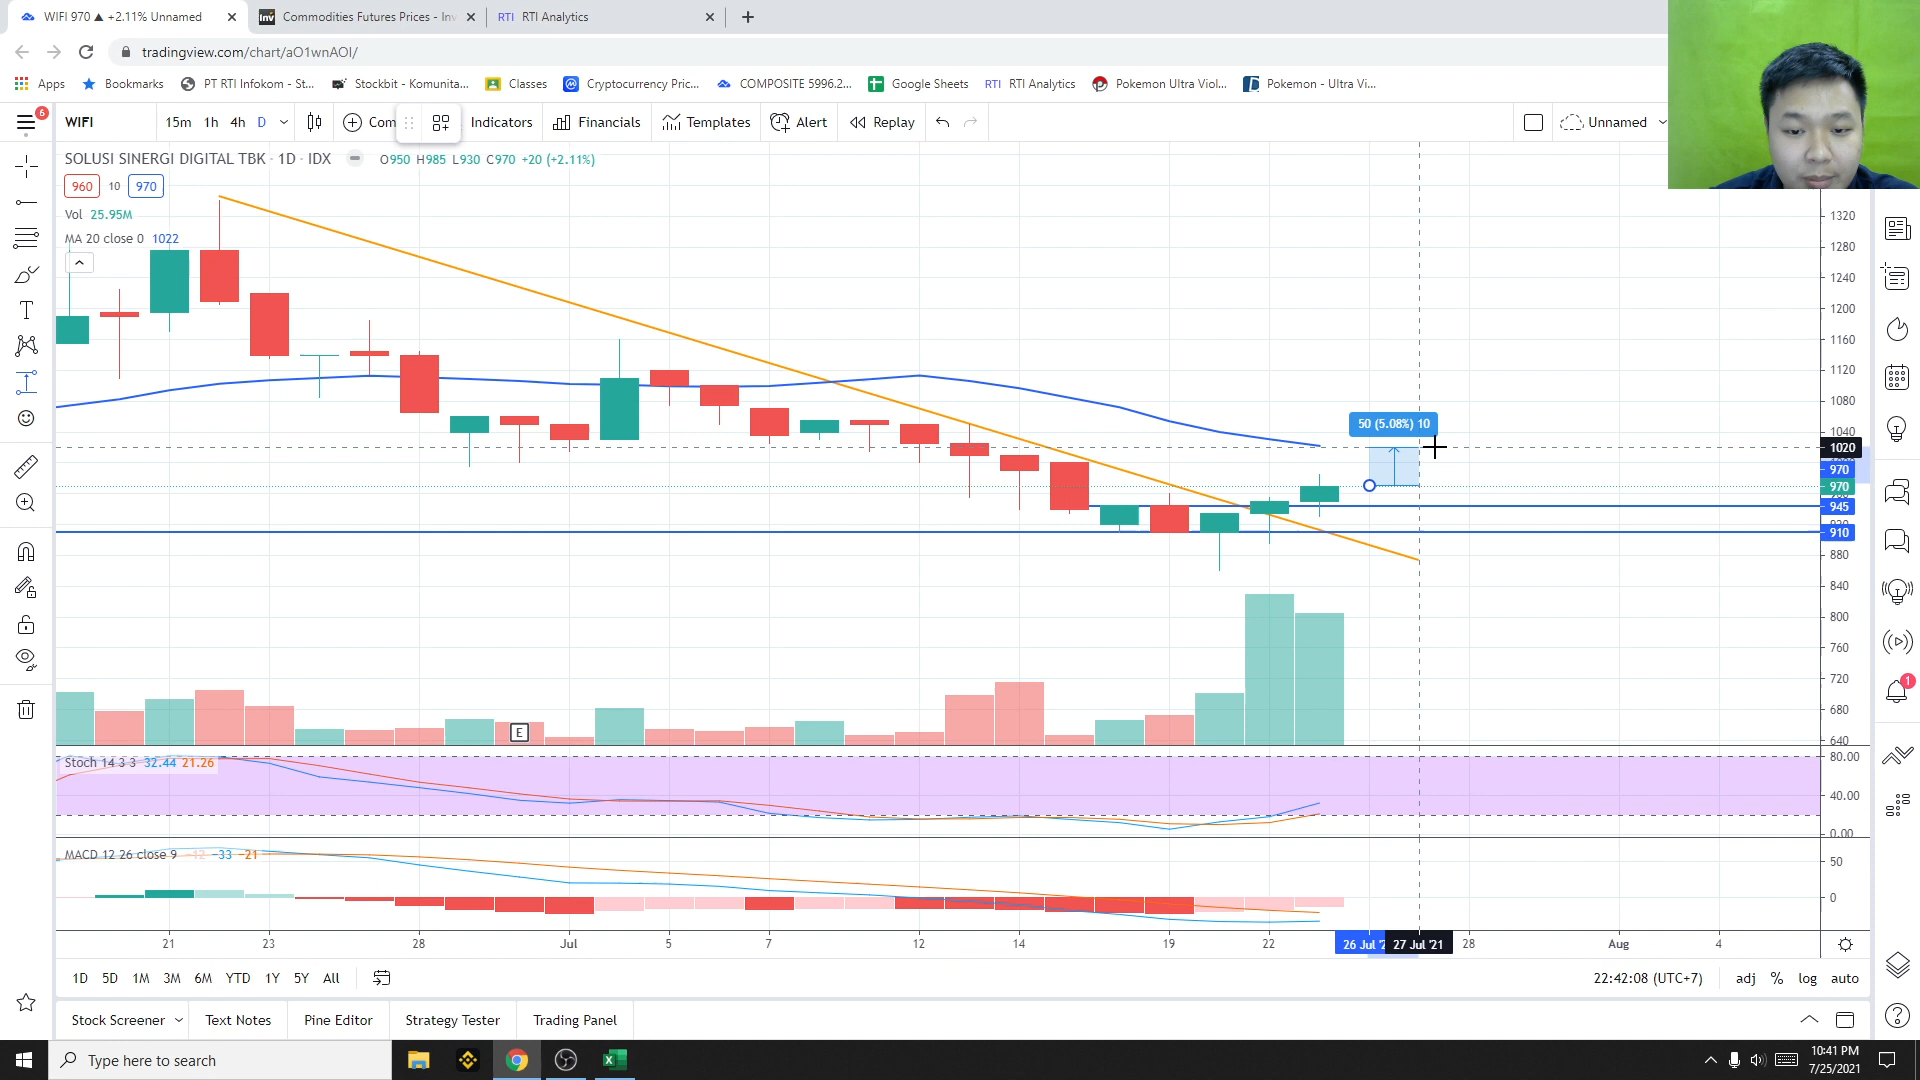 WIFI 970 ▲ +2.11% Unnamed
Commodities Futures Prices - Inv
RTI RTI Analytics
tradingview.com/chart/aO1wnAOI/
Apps
Bookmarks
PT RTI Infokom - St...
Stockbit - Komunita...
Classes
Cryptocurrency Pric...
COMPOSITE 5996.2...
Google Sheets
RTI RTI Analytics
Pokemon Ultra Viol...
Pokemon - Ultra Vi...
6
WIFI
15m 1h 4h D
Com
Indicators
Financials
Templates
Alert
Replay
Unnamed
SOLUSI SINERGI DIGITAL TBK · 1D · IDX
O950 H985 L930 C970 +20 (+2.11%)
960 10 970
Vol 25.95M
MA 20 close 0 1022
1320
1280
1240
1200
1160
1120
1080
50 (5.08%) 10
1040
1020
970
970
945
910
880
840
800
760
720
680
640
E
1
Stoch 14 3 3 32.44 21.26
80.00
40.00
0.00
MACD 12 26 close 9 -12 -33 -21
50
0
21 23 28 Jul 5 7 12 14 19 22 26 Jul '2 27 Jul '21 28 Aug 4
1D 5D 1M 3M 6M YTD 1Y 5Y All
22:42:08 (UTC+7) adj % log auto
Stock Screener
Text Notes
Pine Editor
Strategy Tester
Trading Panel
Type here to search
10:41 PM
7/25/2021